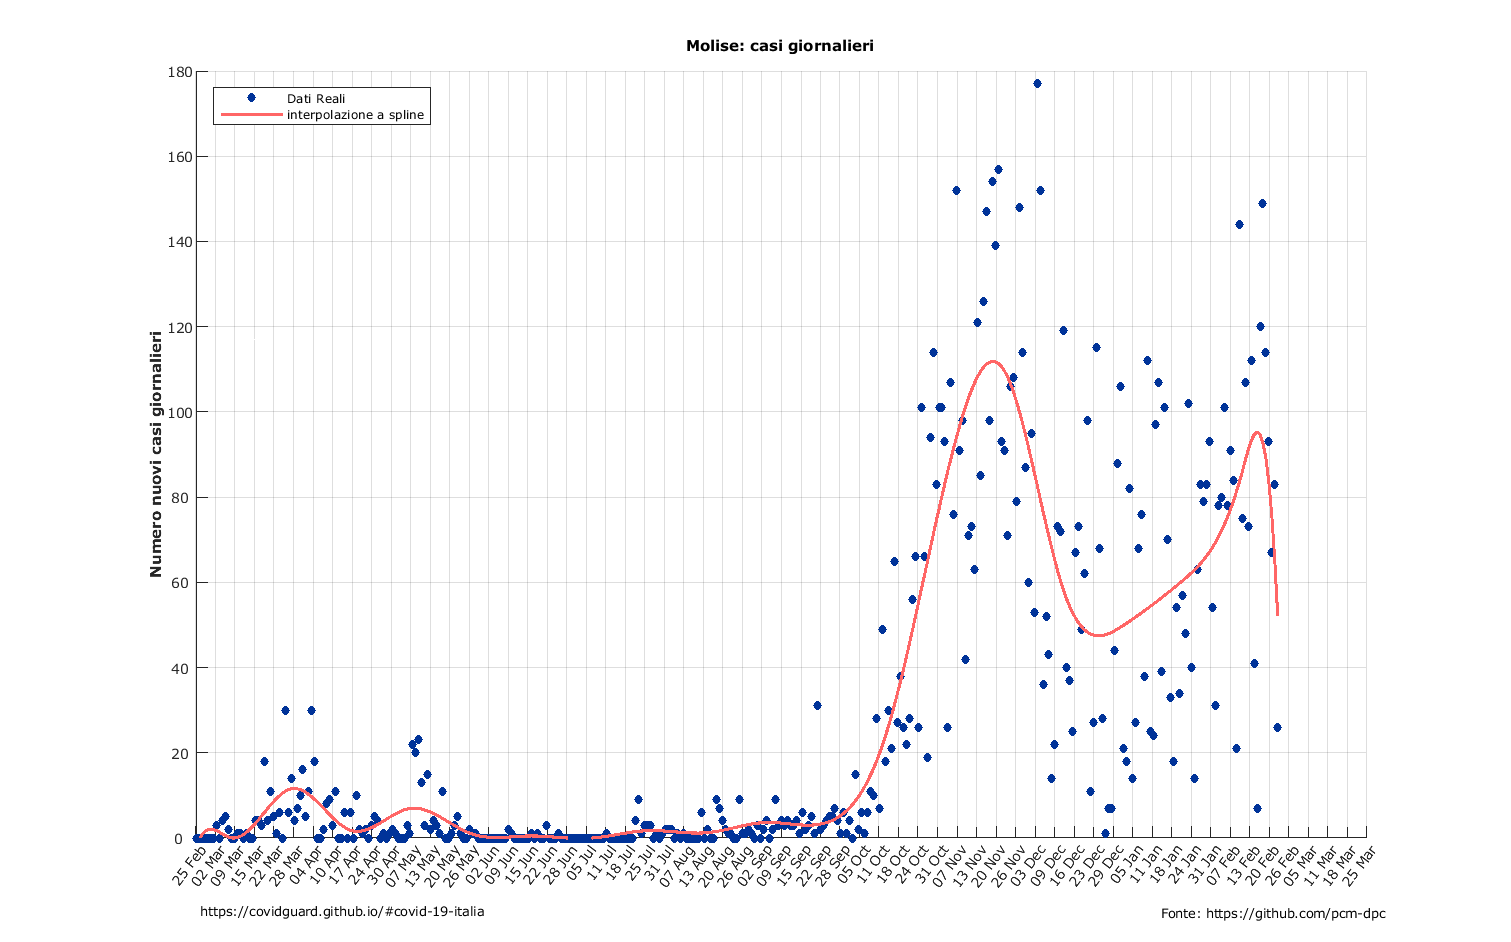 Molise: casi giornalieri
Dati Reali
interpolazione a spline
Numero nuovi casi giornalieri
180
160
140
120
100
80
60
40
20
0
25 Feb
02 Mar
09 Mar
15 Mar
22 Mar
28 Mar
04 Apr
10 Apr
17 Apr
24 Apr
30 Apr
07 May
13 May
20 May
26 May
02 Jun
09 Jun
15 Jun
22 Jun
28 Jun
05 Jul
11 Jul
18 Jul
25 Jul
31 Jul
07 Aug
13 Aug
20 Aug
26 Aug
02 Sep
09 Sep
15 Sep
22 Sep
28 Sep
05 Oct
11 Oct
18 Oct
24 Oct
31 Oct
07 Nov
13 Nov
20 Nov
26 Nov
03 Dec
09 Dec
16 Dec
23 Dec
29 Dec
05 Jan
11 Jan
18 Jan
24 Jan
31 Jan
07 Feb
13 Feb
20 Feb
26 Feb
05 Mar
11 Mar
18 Mar
25 Mar
https://covidguard.github.io/#covid-19-italia
Fonte: https://github.com/pcm-dpc